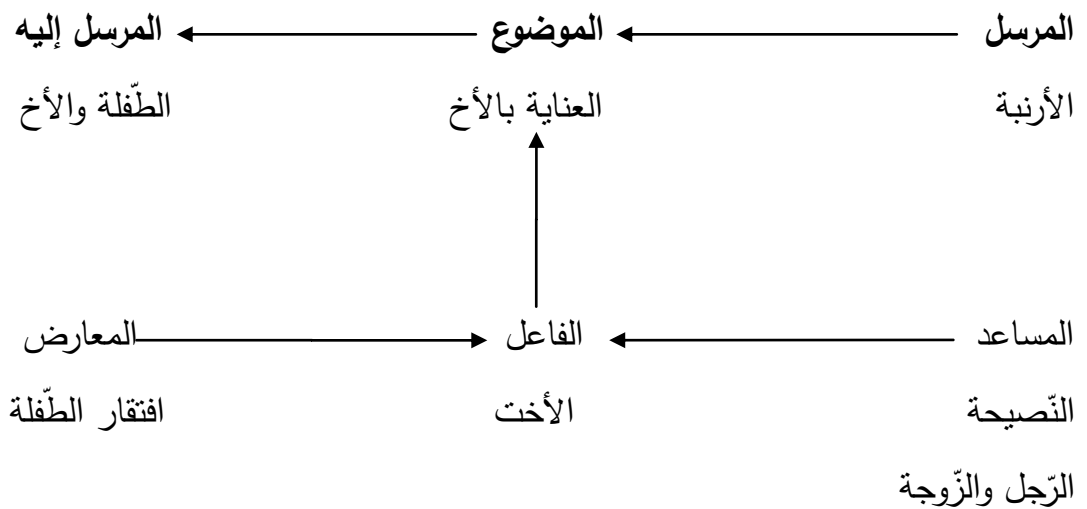 المرسل الموضوع المرسل إليه
الأرنبة العناية بالأخ الطّفلة والأخ
المساعد الفاعل المعارض
النّصيحة الأخت افتقار الطّفلة
الرّجل والزّوجة